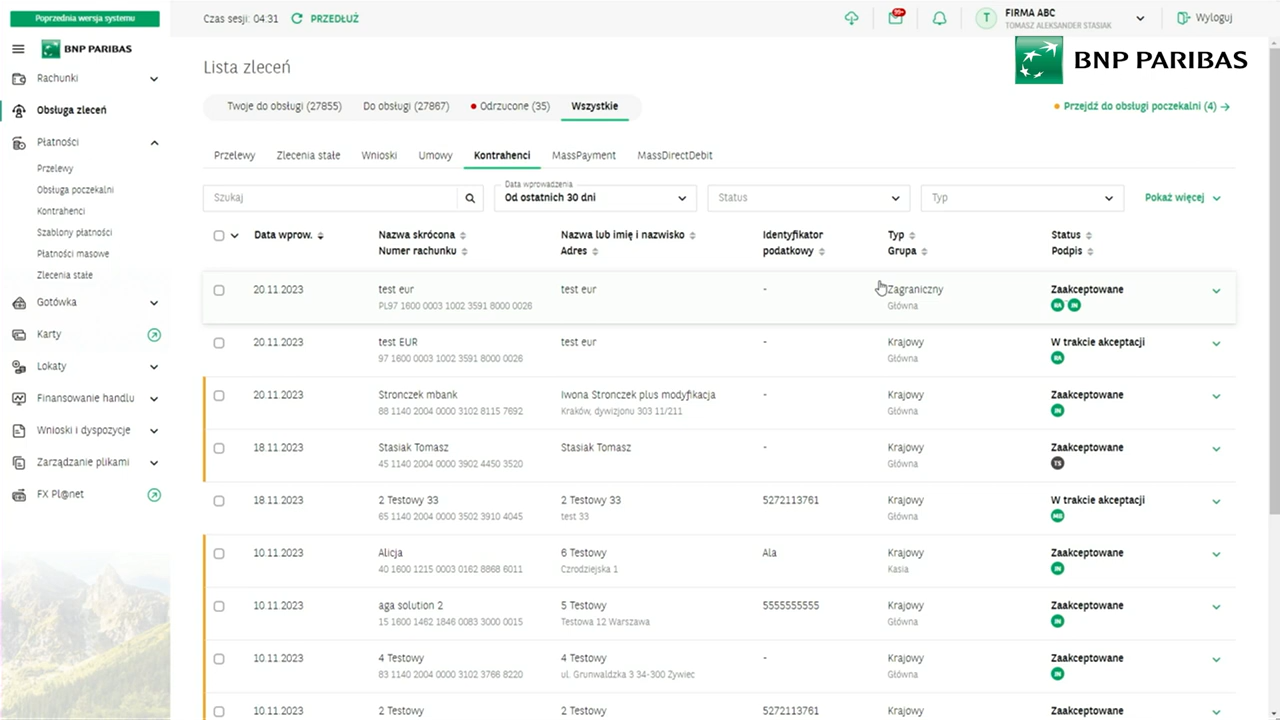 Poprzednia wersja systemu
Czas sesji: 04:31 PRZEDŁUŻ
99+
T FIRMA ABC
TOMASZ ALEKSANDER STASIAK
Wyloguj
BNP PARIBAS
BNP PARIBAS
Rachunki
Obsługa zleceń
Płatności
Przelewy
Obsługa poczekalni
Kontrahenci
Szablony płatności
Płatności masowe
Zlecenia stałe
Gotówka
Karty
Lokaty
Finansowanie handlu
Wnioski i dyspozycje
Zarządzanie plikami
FX Pl@net
Lista zleceń
Twoje do obsługi (27855) Do obsługi (27867) Odrzucone (35) Wszystkie
Przejdź do obsługi poczekalni (4) →
Przelewy Zlecenia stałe Wnioski Umowy Kontrahenci MassPayment MassDirectDebit
Szukaj
Data wprowadzenia
Od ostatnich 30 dni
Status
Typ
Pokaż więcej
Data wprow. Nazwa skrócona Nazwa lub imię i nazwisko Identyfikator Typ Status
Numer rachunku Adres podatkowy Grupa Podpis
20.11.2023 test eur test eur - Zagraniczny Zaakceptowane
PL97 1600 0003 1002 3591 8000 0026 Główna RA JN
20.11.2023 test EUR test eur - Krajowy W trakcie akceptacji
97 1600 0003 1002 3591 8000 0026 Główna RA
20.11.2023 Stronczek mbank Iwona Stronczek plus modyfikacja - Krajowy Zaakceptowane
88 1140 2004 0000 3102 8115 7692 Kraków, dywizjonu 303 11/211 Główna JN
18.11.2023 Stasiak Tomasz Stasiak Tomasz - Krajowy Zaakceptowane
45 1140 2004 0000 3902 4450 3520 Główna TS
18.11.2023 2 Testowy 33 2 Testowy 33 5272113761 Krajowy W trakcie akceptacji
65 1140 2004 0000 3502 3910 4045 test 33 Główna MB
10.11.2023 Alicja 6 Testowy Ala Krajowy Zaakceptowane
40 1600 1215 0003 0162 8868 6011 Czrodziejska 1 Kasia JN
10.11.2023 aga solution 2 5 Testowy 5555555555 Krajowy Zaakceptowane
15 1600 1462 1846 0083 3000 0015 Testowa 12 Warszawa Główna JN
10.11.2023 4 Testowy 4 Testowy - Krajowy Zaakceptowane
83 1140 2004 0000 3102 3766 8220 ul. Grunwaldzka 3 34-300 Żywiec Główna JN
10.11.2023 2 Testowy 2 Testowy 5272113761 Krajowy Zaakceptowane